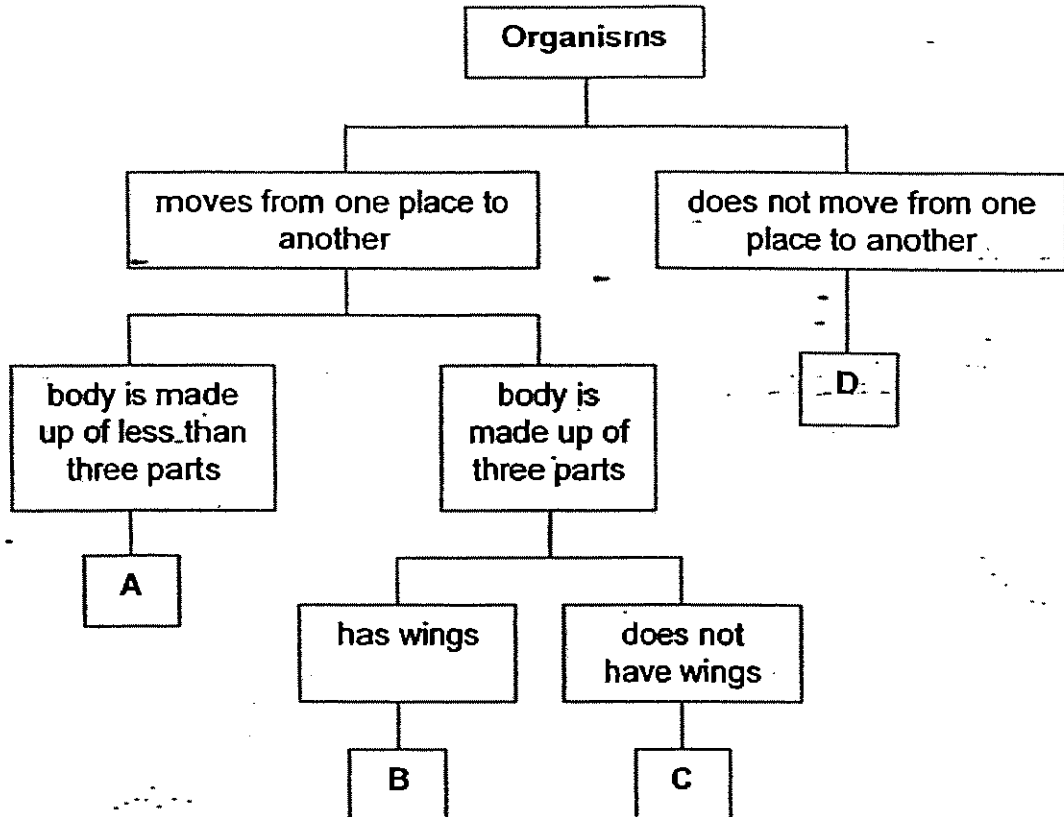 Organisms
moves from one place to
another
does not move from one
place to another
body is made
up of less than
three parts
body is
made up of
three parts
D
A
has wings
does not
have wings
B
C